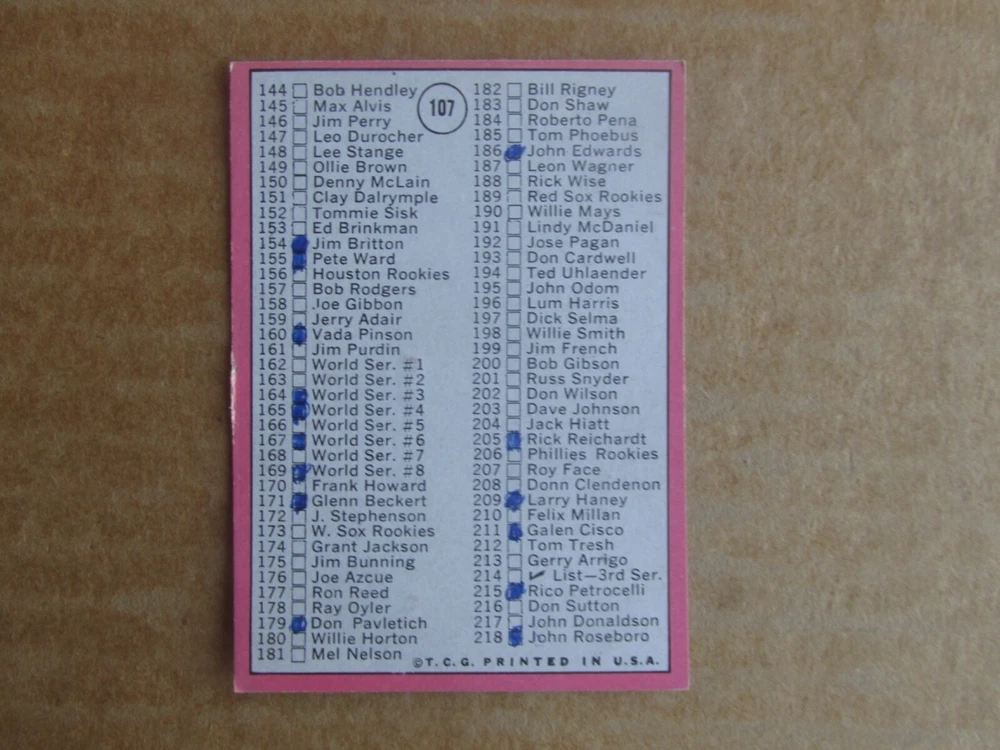 107
144 Bob Hendley
145 Max Alvis
146 Jim Perry
147 Leo Durocher
148 Lee Stange
149 Ollie Brown
150 Denny McLain
151 Clay Dalrymple
152 Tommie Sisk
153 Ed Brinkman
154 Jim Britton
155 Pete Ward
156 Houston Rookies
157 Bob Rodgers
158 Joe Gibbon
159 Jerry Adair
160 Vada Pinson
161 Jim Purdin
162 World Ser. #1
163 World Ser. #2
164 World Ser. #3
165 World Ser. #4
166 World Ser. #5
167 World Ser. #6
168 World Ser. #7
169 World Ser. #8
170 Frank Howard
171 Glenn Beckert
172 J. Stephenson
173 W. Sox Rookies
174 Grant Jackson
175 Jim Bunning
176 Joe Azcue
177 Ron Reed
178 Ray Oyler
179 Don Pavletich
180 Willie Horton
181 Mel Nelson
182 Bill Rigney
183 Don Shaw
184 Roberto Pena
185 Tom Phoebus
186 John Edwards
187 Leon Wagner
188 Rick Wise
189 Red Sox Rookies
190 Willie Mays
191 Lindy McDaniel
192 Jose Pagan
193 Don Cardwell
194 Ted Uhlaender
195 John Odom
196 Lum Harris
197 Dick Selma
198 Willie Smith
199 Jim French
200 Bob Gibson
201 Russ Snyder
202 Don Wilson
203 Dave Johnson
204 Jack Hiatt
205 Rick Reichardt
206 Phillies Rookies
207 Roy Face
208 Donn Clendenon
209 Larry Haney
210 Felix Millan
211 Galen Cisco
212 Tom Tresh
213 Gerry Arrigo
214 ✓ List—3rd Ser.
215 Rico Petrocelli
216 Don Sutton
217 John Donaldson
218 John Roseboro
©T.C.G. PRINTED IN U.S.A.